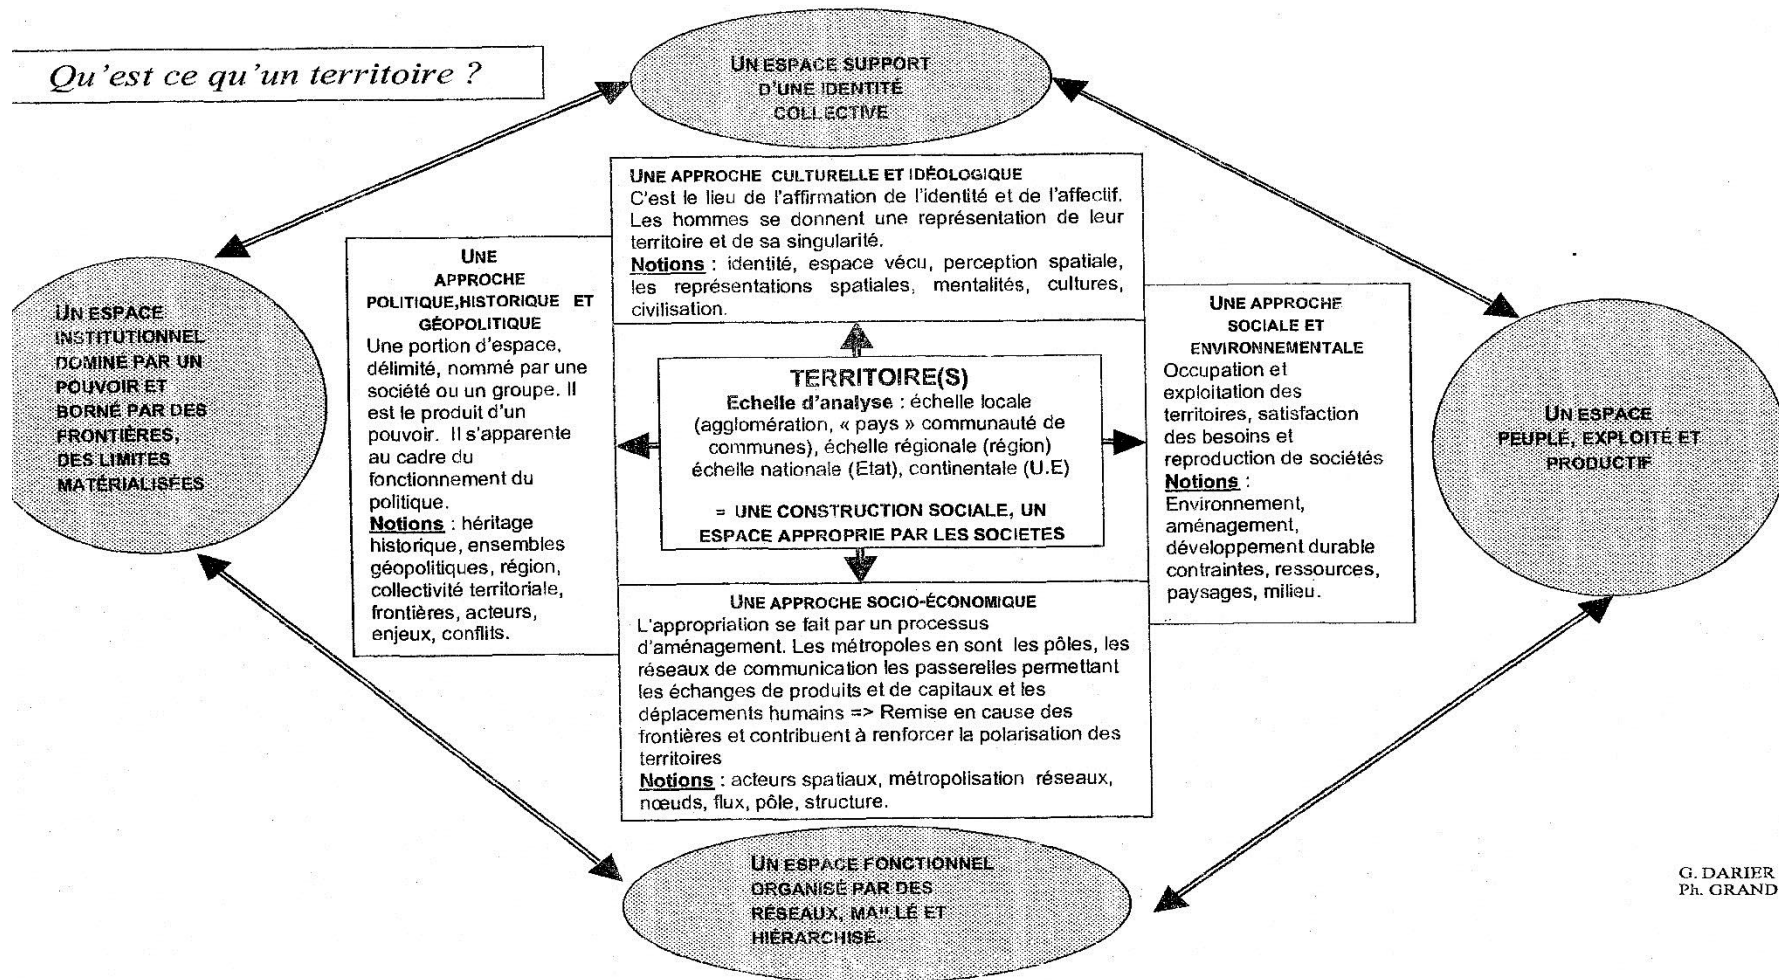 Qu'est ce qu'un territoire ?
UN ESPACE SUPPORT
D'UNE IDENTITÉ
COLLECTIVE
UNE APPROCHE CULTURELLE ET IDÉOLOGIQUE
C'est le lieu de l'affirmation de l'identité et de l'affectif.
Les hommes se donnent une représentation de leur
territoire et de sa singularité.
Notions : identité, espace vécu, perception spatiale,
les représentations spatiales, mentalités, cultures,
civilisation.
UN ESPACE
INSTITUTIONNEL
DOMINE PAR UN
POUVOIR ET
BORNÉ PAR DES
FRONTIÈRES,
DES LIMITES
MATÉRIALISÉES
UNE
APPROCHE
POLITIQUE,HISTORIQUE ET
GÉOPOLITIQUE
Une portion d'espace,
délimité, nommé par une
société ou un groupe. Il
est le produit d'un
pouvoir. Il s'apparente
au cadre du
fonctionnement du
politique.
Notions : héritage
historique, ensembles
géopolitiques, région,
collectivité territoriale,
frontières, acteurs,
enjeux, conflits.
TERRITOIRE(S)
Echelle d'analyse : échelle locale
(agglomération, « pays » communauté de
communes), échelle régionale (région)
échelle nationale (Etat), continentale (U.E)
= UNE CONSTRUCTION SOCIALE, UN
ESPACE APPROPRIE PAR LES SOCIETES
UNE APPROCHE
SOCIALE ET
ENVIRONNEMENTALE
Occupation et
exploitation des
territoires, satisfaction
des besoins et
reproduction de sociétés
Notions :
Environnement,
aménagement,
développement durable
contraintes, ressources,
paysages, milieu.
UN ESPACE
PEUPLÉ, EXPLOITÉ ET
PRODUCTIF
UNE APPROCHE SOCIO-ÉCONOMIQUE
L'appropriation se fait par un processus
d'aménagement. Les métropoles en sont les pôles, les
réseaux de communication les passerelles permettant
les échanges de produits et de capitaux et les
déplacements humains => Remise en cause des
frontières et contribuent à renforcer la polarisation des
territoires
Notions : acteurs spatiaux, métropolisation réseaux,
nœuds, flux, pôle, structure.
UN ESPACE FONCTIONNEL
ORGANISÉ PAR DES
RÉSEAUX, MAILLÉ ET
HIÉRARCHISÉ.
G. DARIER
Ph. GRAND